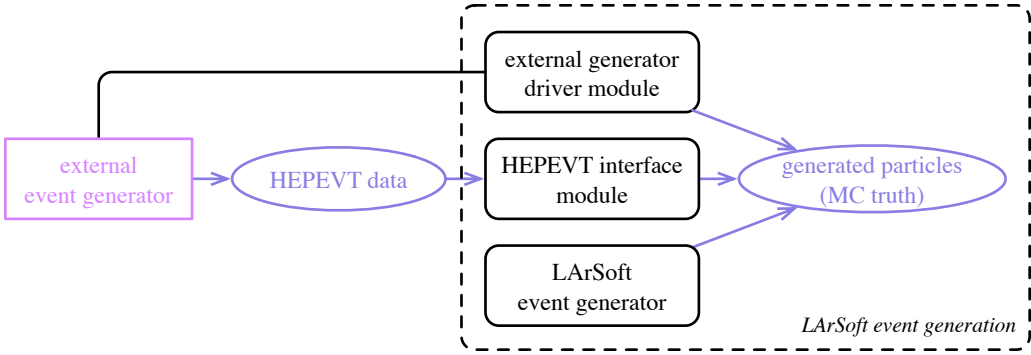 external generator
driver module
external
event generator
HEPEVT data
HEPEVT interface
module
generated particles
(MC truth)
LArSoft
event generator
LArSoft event generation